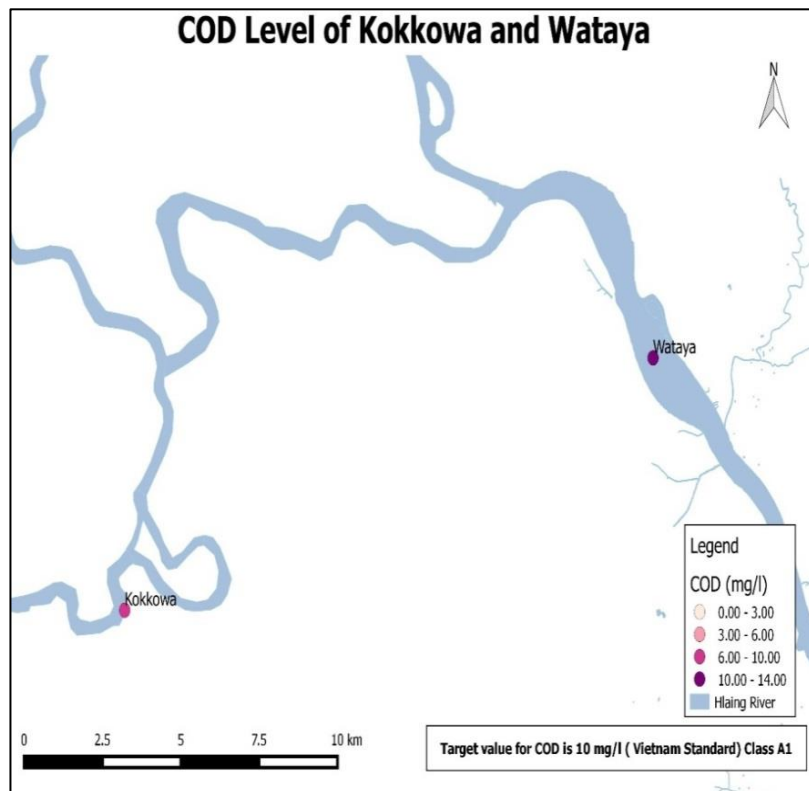 COD Level of Kokkowa and Wataya
N
Wataya
Kokkowa
Legend
COD (mg/l)
0.00 - 3.00
3.00 - 6.00
6.00 - 10.00
10.00 - 14.00
Hlaing River
0 2.5 5 7.5 10 km
Target value for COD is 10 mg/l ( Vietnam Standard) Class A1